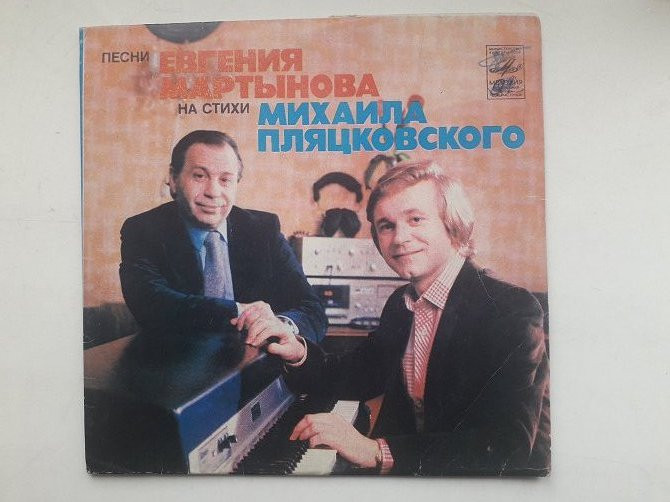 ПЕСНИ
ЕВГЕНИЯ
МАРТЫНОВА
НА СТИХИ
МИХАИЛА
ПЛЯЦКОВСКОГО